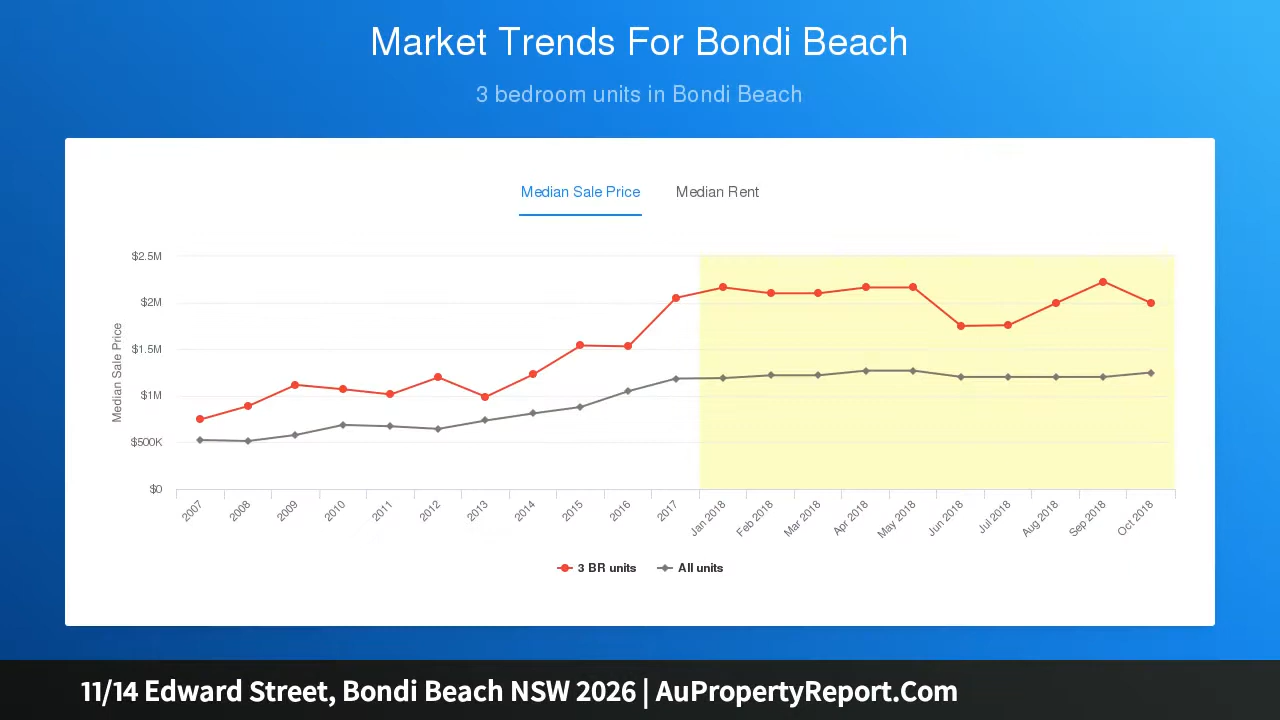 Market Trends For Bondi Beach
3 bedroom units in Bondi Beach
Median Sale Price
Median Rent
$2.5M
$2M
$1.5M
$1M
$500K
$0
Median Sale Price
2007
2008
2009
2010
2011
2012
2013
2014
2015
2016
2017
Jan 2018
Feb 2018
Mar 2018
Apr 2018
May 2018
Jun 2018
Jul 2018
Aug 2018
Sep 2018
Oct 2018
3 BR units
All units
11/14 Edward Street, Bondi Beach NSW 2026 | AuPropertyReport.Com